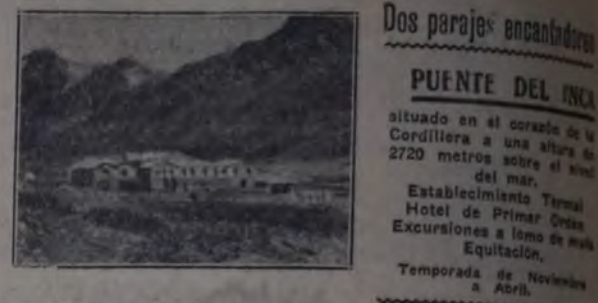 Dos parajes encantadores
PUENTE DEL INCA
situado en el corazón de la
Cordillera a una altura de
2720 metros sobre el nivel
del mar.
Establecimiento Termal
Hotel de Primer Orden
Excursiones a lomo de mula
Equitación,
Temporada de Noviembre
a Abril.